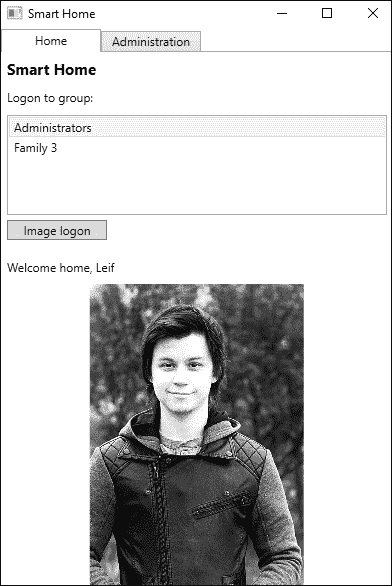 Smart Home
Home
Administration
Smart Home
Logon to group:
Administrators
Family 3
Image logon
Welcome home, Leif